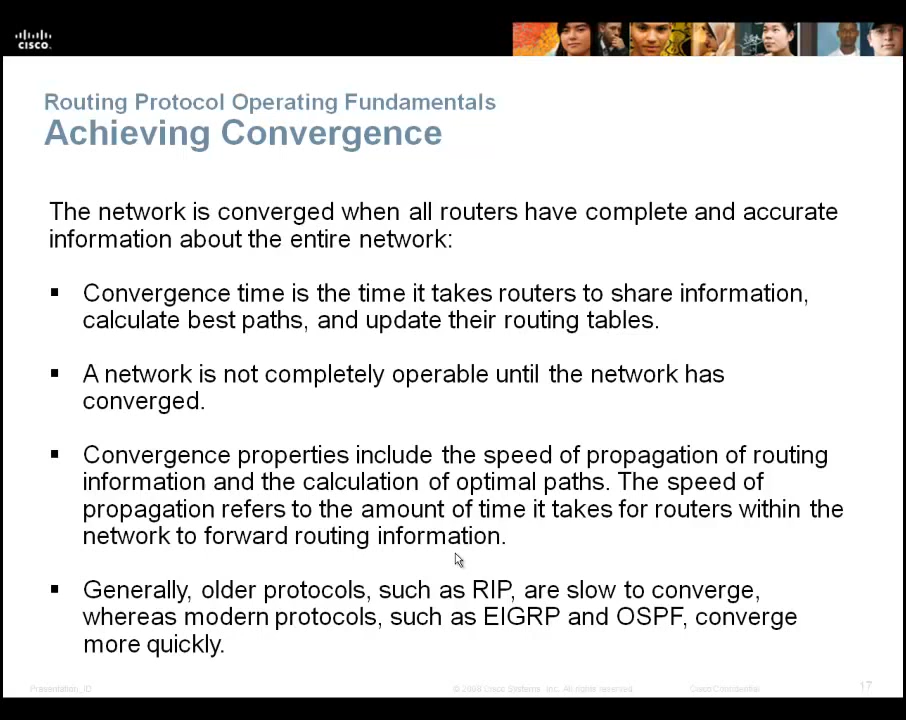 CISCO.
Routing Protocol Operating Fundamentals
Achieving Convergence
The network is converged when all routers have complete and accurate
information about the entire network:
▪ Convergence time is the time it takes routers to share information,
calculate best paths, and update their routing tables.
▪ A network is not completely operable until the network has
converged.
▪ Convergence properties include the speed of propagation of routing
information and the calculation of optimal paths. The speed of
propagation refers to the amount of time it takes for routers within the
network to forward routing information.
▪ Generally, older protocols, such as RIP, are slow to converge,
whereas modern protocols, such as EIGRP and OSPF, converge
more quickly.
Presentation_ID © 2008 Cisco Systems, Inc. All rights reserved. Cisco Confidential 17